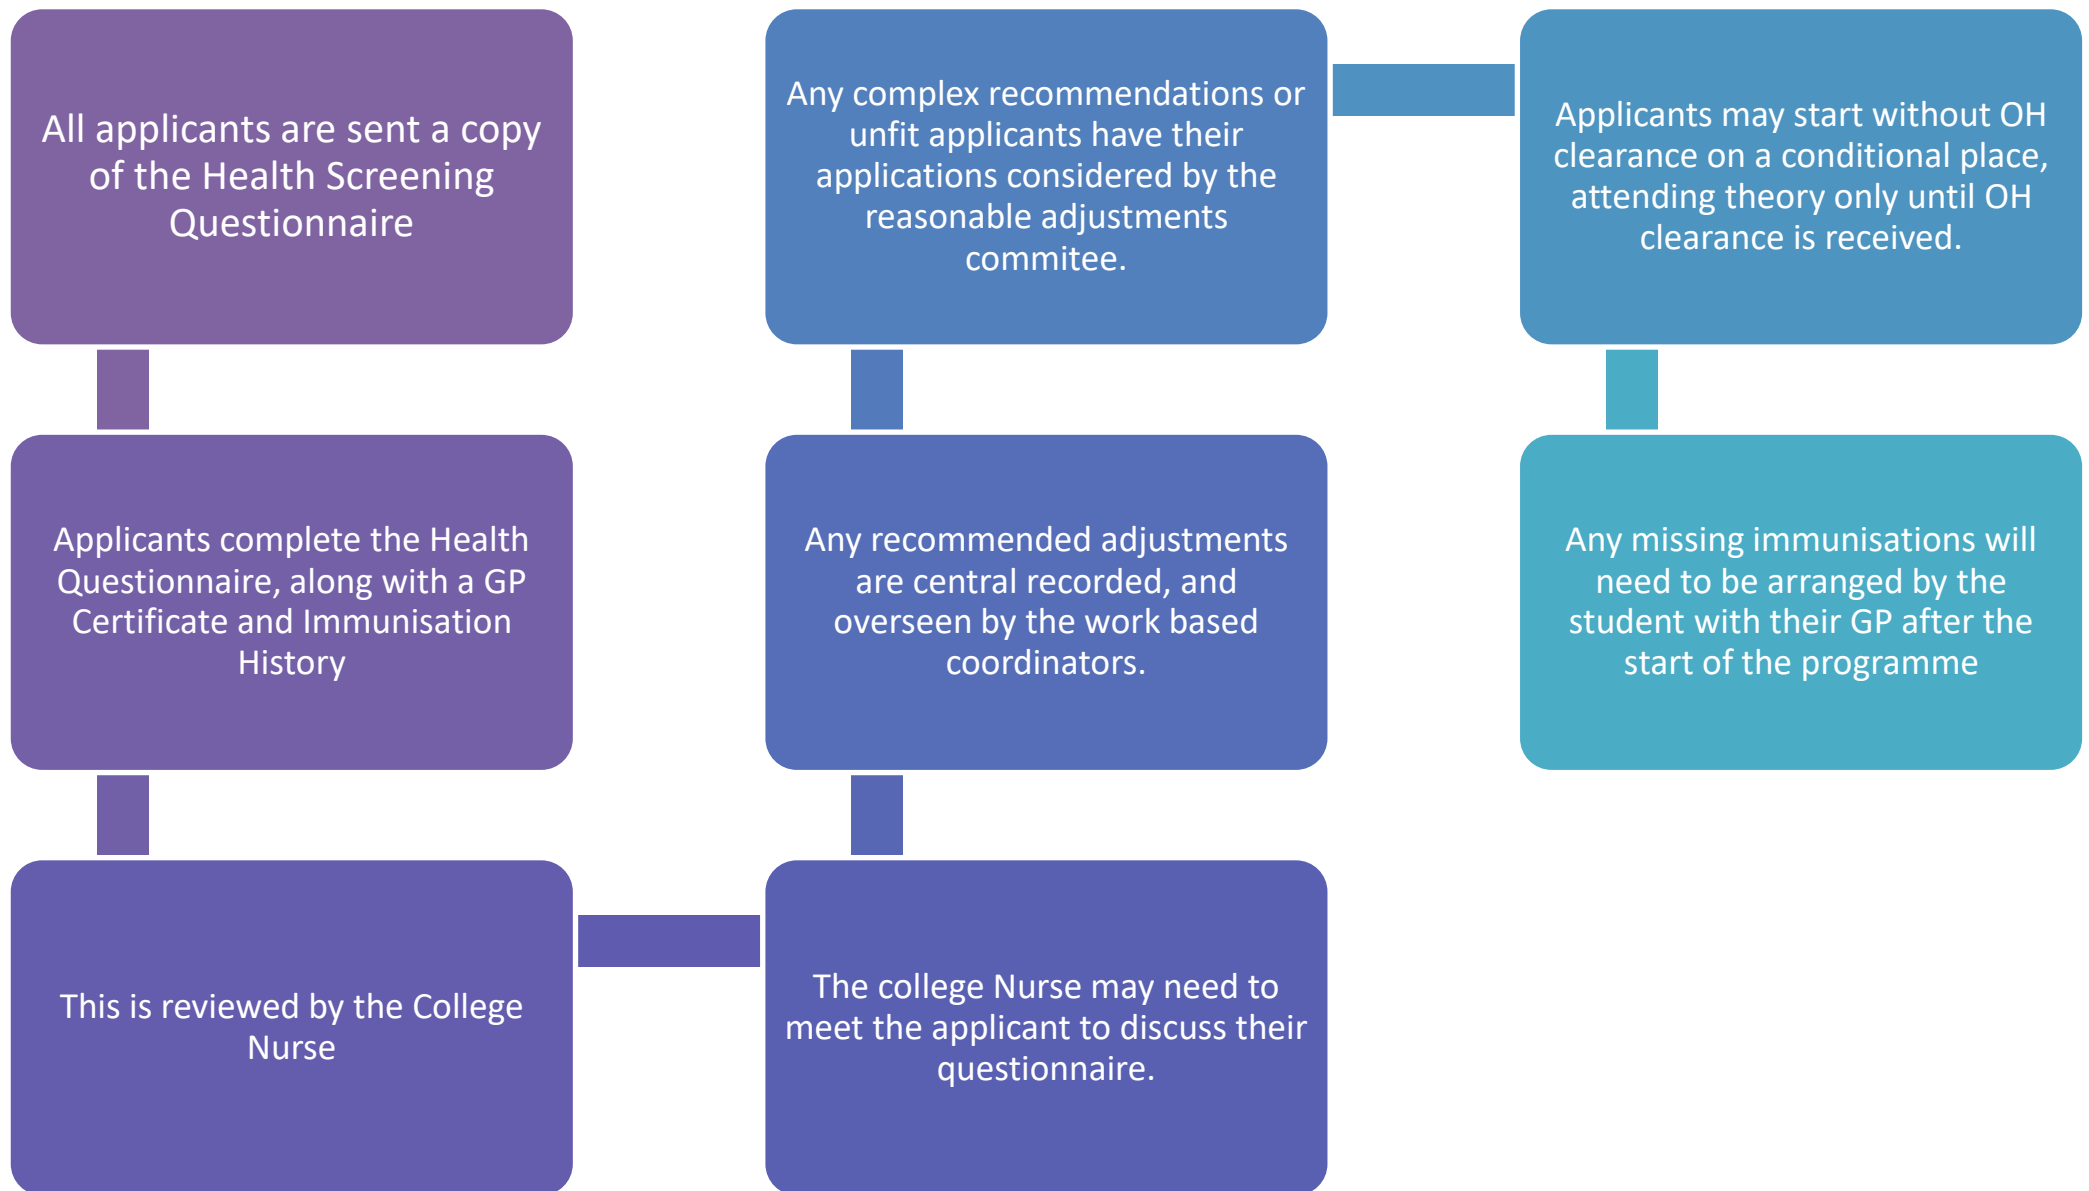 All applicants are sent a copy
of the Health Screening
Questionnaire
Applicants complete the Health
Questionnaire, along with a GP
Certificate and Immunisation
History
This is reviewed by the College
Nurse
The college Nurse may need to
meet the applicant to discuss their
questionnaire.
Any recommended adjustments
are central recorded, and
overseen by the work based
coordinators.
Any complex recommendations or
unfit applicants have their
applications considered by the
reasonable adjustments
commitee.
Applicants may start without OH
clearance on a conditional place,
attending theory only until OH
clearance is received.
Any missing immunisations will
need to be arranged by the
student with their GP after the
start of the programme